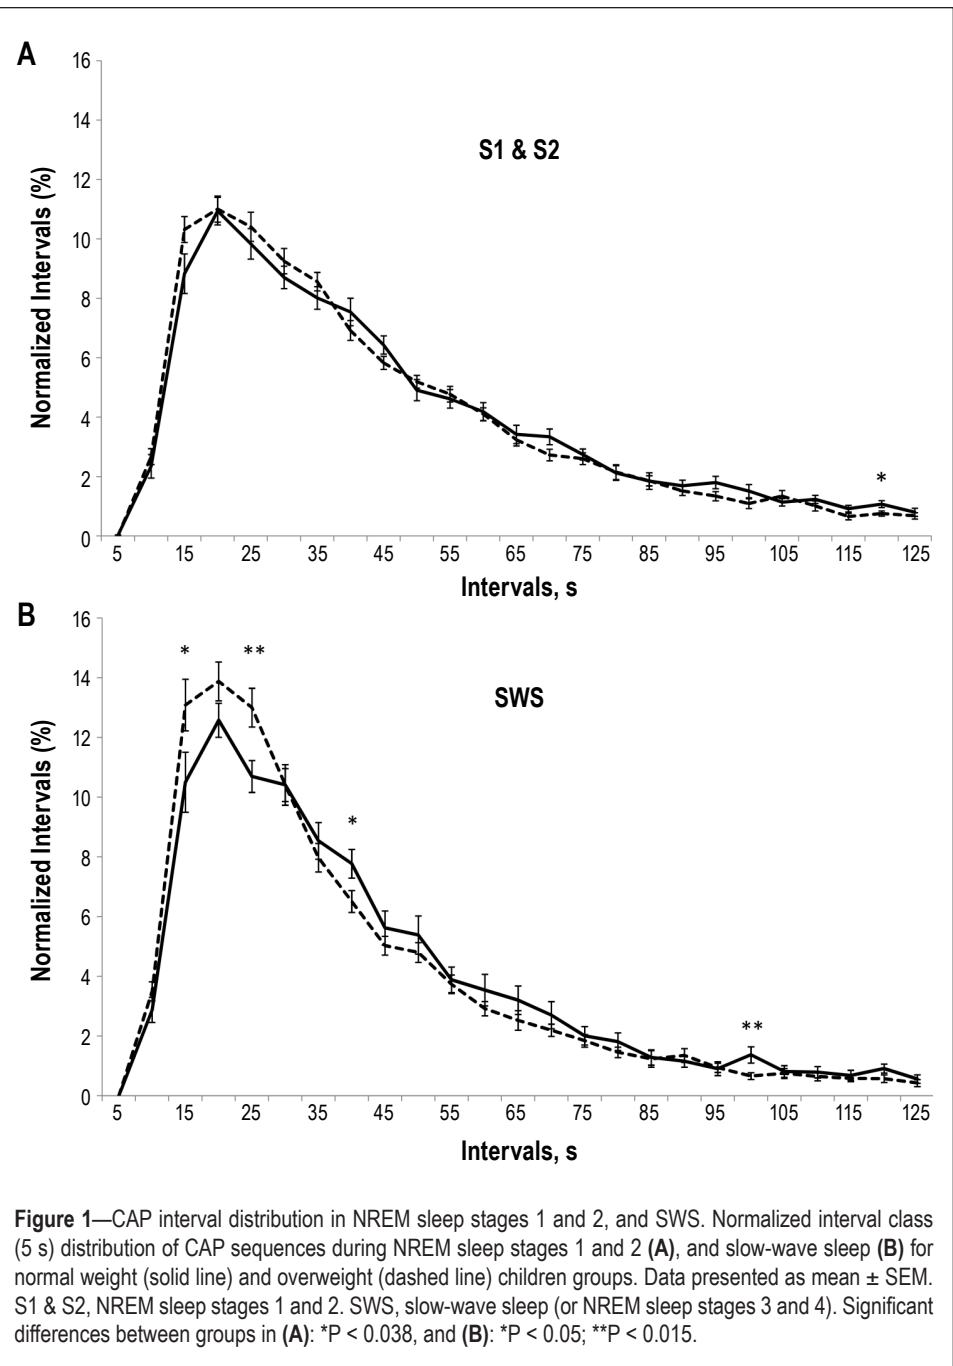 A
16
14
12
10
8
6
4
2
0
Normalized Intervals (%)
S1 & S2
*
5 15 25 35 45 55 65 75 85 95 105 115 125
Intervals, s
B
16
14
12
10
8
6
4
2
0
Normalized Intervals (%)
* **
SWS
*
**
5 15 25 35 45 55 65 75 85 95 105 115 125
Intervals, s
Figure 1—CAP interval distribution in NREM sleep stages 1 and 2, and SWS. Normalized interval class
(5 s) distribution of CAP sequences during NREM sleep stages 1 and 2 (A), and slow-wave sleep (B) for
normal weight (solid line) and overweight (dashed line) children groups. Data presented as mean ± SEM.
S1 & S2, NREM sleep stages 1 and 2. SWS, slow-wave sleep (or NREM sleep stages 3 and 4). Significant
differences between groups in (A): *P < 0.038, and (B): *P < 0.05; **P < 0.015.